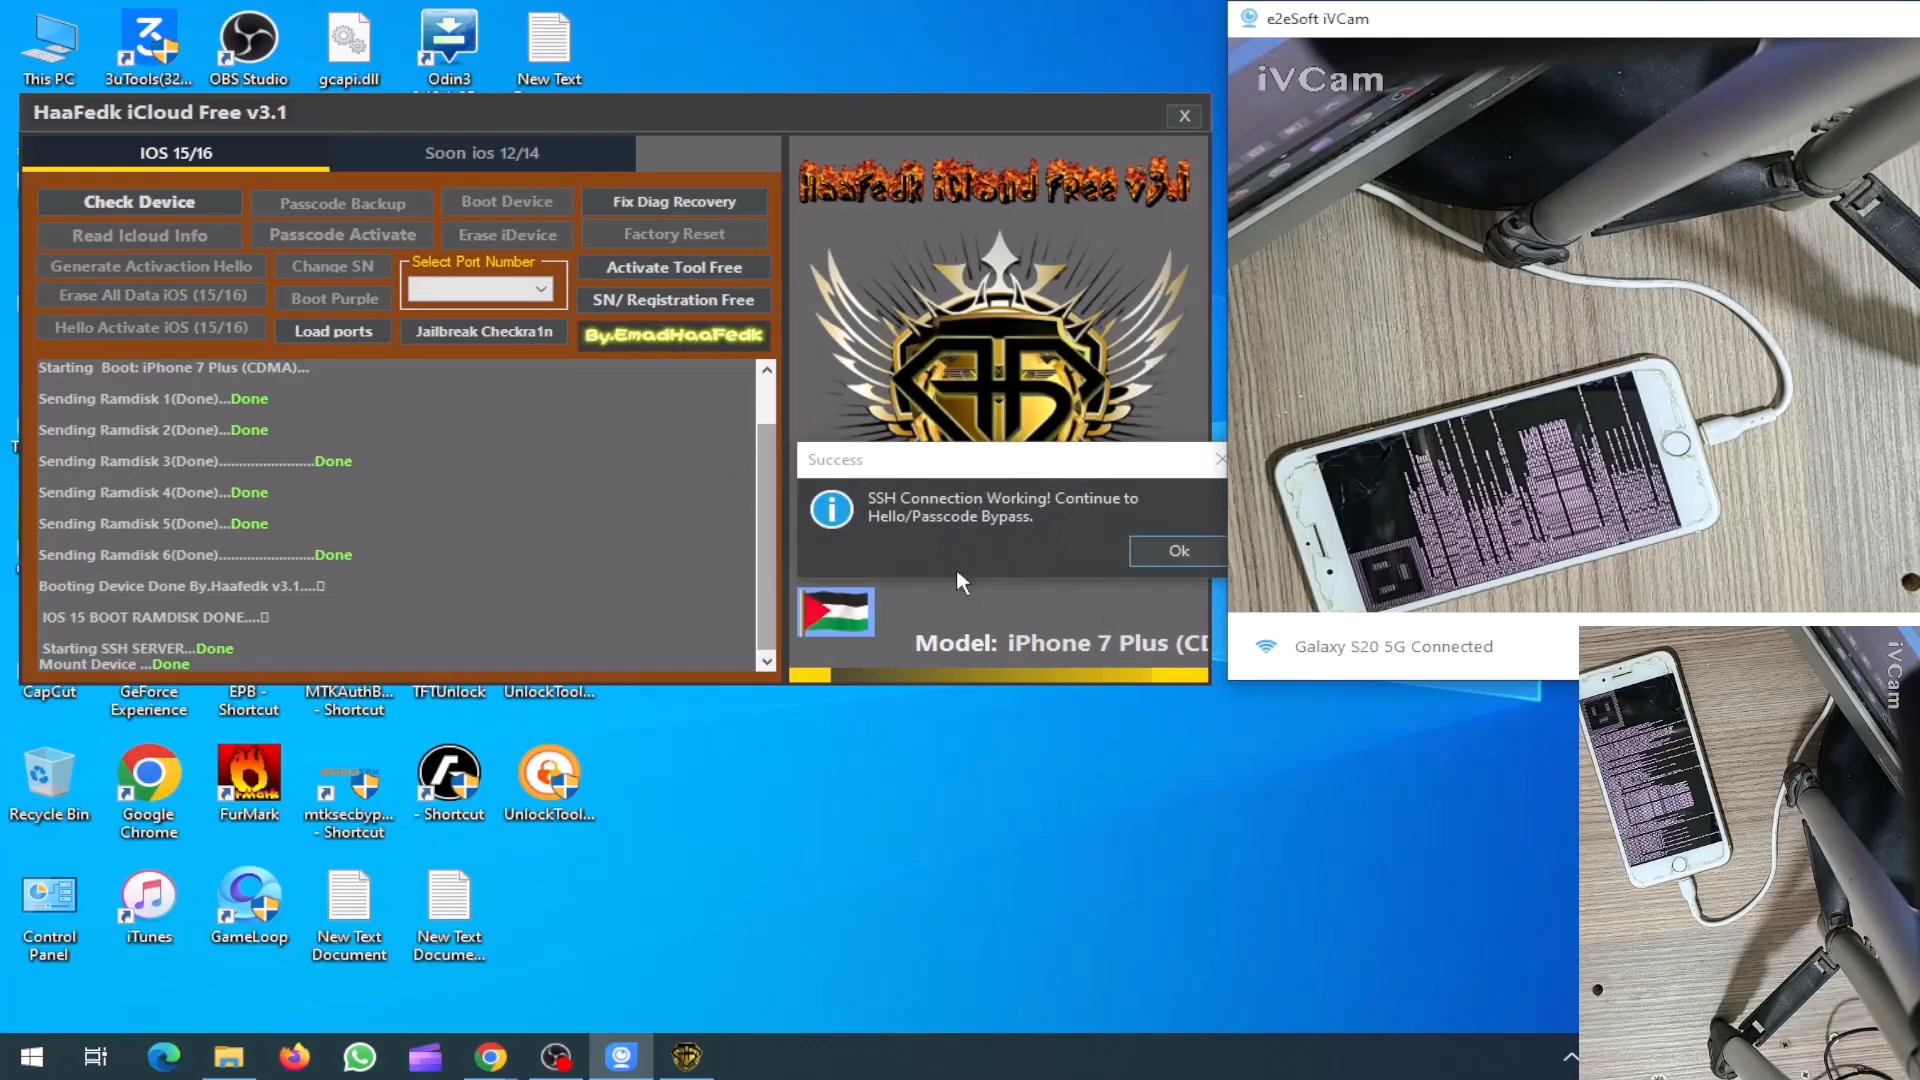 This PC
3uTools(32...
OBS Studio
gcapi.dll
Odin3
New Text
HaaFedk iCloud Free v3.1
X
IOS 15/16
Soon ios 12/14
Check Device
Passcode Backup
Boot Device
Fix Diag Recovery
Read Icloud Info
Passcode Activate
Erase iDevice
Factory Reset
Generate Activaction Hello
Change SN
Select Port Number
Activate Tool Free
Erase All Data iOS (15/16)
Boot Purple
SN/ Registration Free
Hello Activate iOS (15/16)
Load ports
Jailbreak Checkra1n
By.EmadHaaFedk
Starting  Boot: iPhone 7 Plus (CDMA)...
Sending Ramdisk 1(Done)...Done
Sending Ramdisk 2(Done)...Done
Sending Ramdisk 3(Done).......................Done
Sending Ramdisk 4(Done)...Done
Sending Ramdisk 5(Done)...Done
Sending Ramdisk 6(Done).......................Done
Booting Device Done By.Haafedk v3.1....
IOS 15 BOOT RAMDISK DONE....
Starting SSH SERVER...Done
Mount Device ...Done
HaaFedk iCloud Free v3.1
Success
SSH Connection Working! Continue to
Hello/Passcode Bypass.
Ok
Model: iPhone 7 Plus (CD
e2eSoft iVCam
iVCam
Galaxy S20 5G Connected
iVCam
CapCut
GeForce
Experience
EPB -
Shortcut
MTKAuthB...
- Shortcut
TFTUnlock
UnlockTool...
Recycle Bin
Google
Chrome
FurMark
mtksecbyp...
- Shortcut
- Shortcut
UnlockTool...
Control
Panel
iTunes
GameLoop
New Text
Document
New Text
Docume...